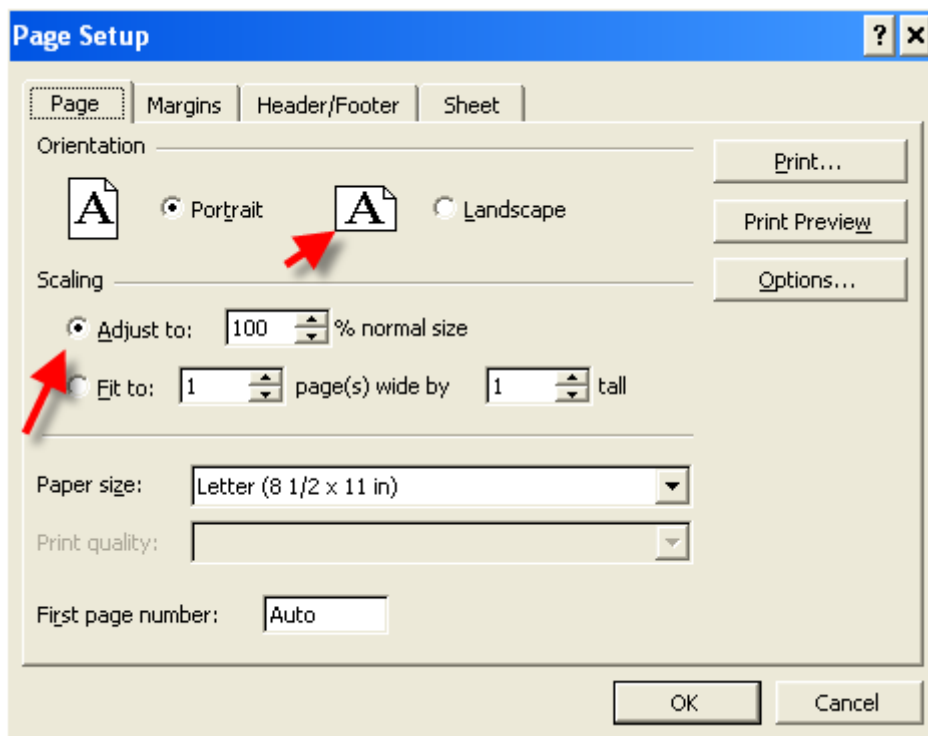 Page Setup ?
Page Margins Header/Footer Sheet
Orientation
A Portrait A Landscape
Print...
Print Preview
Options...
Scaling
Adjust to: 100 % normal size
Fit to: 1 page(s) wide by 1 tall
Paper size: Letter (8 1/2 x 11 in)
Print quality:
First page number: Auto
OK Cancel